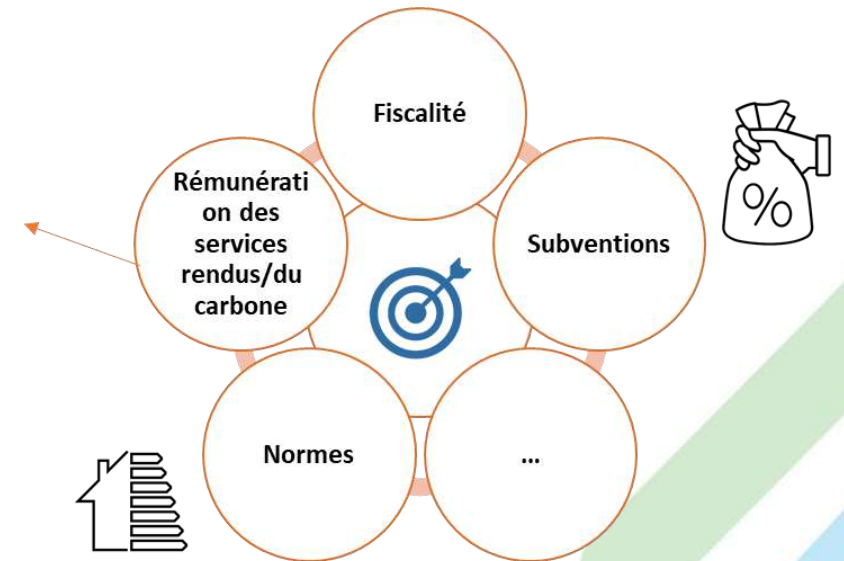 Fiscalité
Rémunérati
on des
services
rendus/du
carbone
Subventions
%
Normes
...